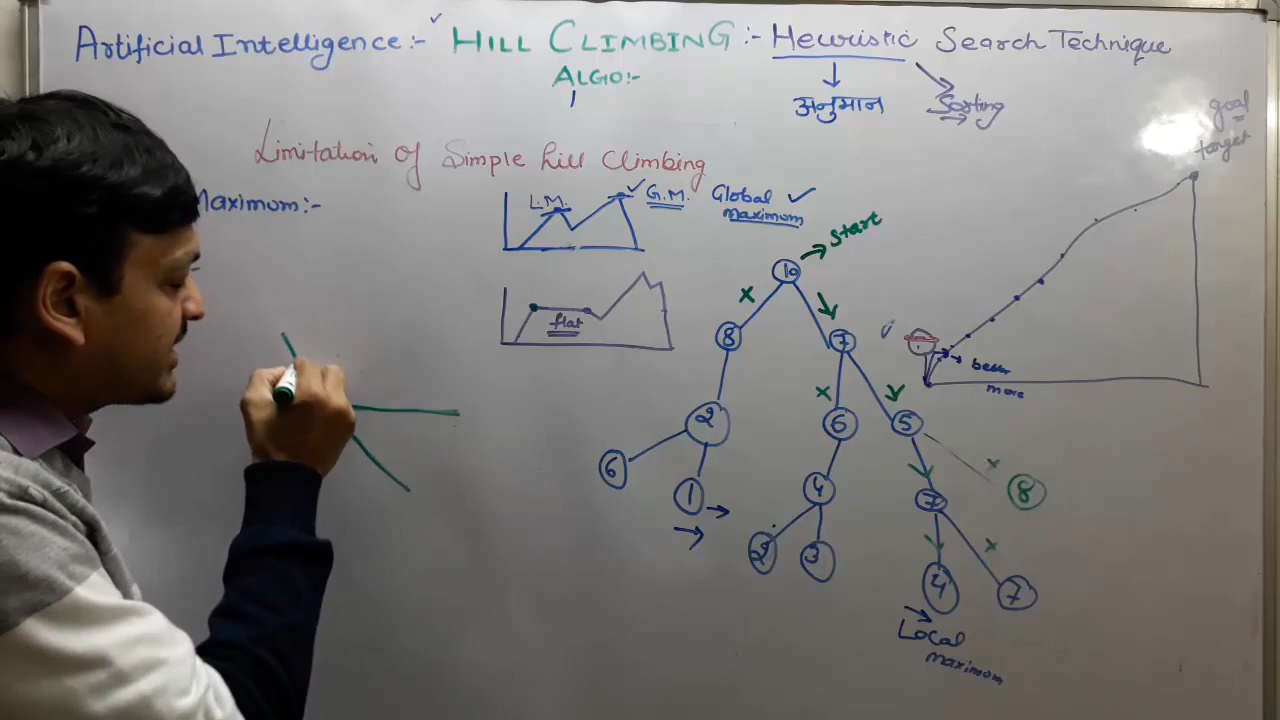 Artificial Intelligence:- HILL CLIMBING :- Heuristic Search Technique
ALGO:-
अनुमान
Sorting
goal
target
Limitation of Simple hill Climbing
Maximum:-
L.M.
G.M.
Global
maximum
Start
10
flat
8
7
better
more
2
6
5
6
1
4
7
8
2
3
4
7
Local
maximum